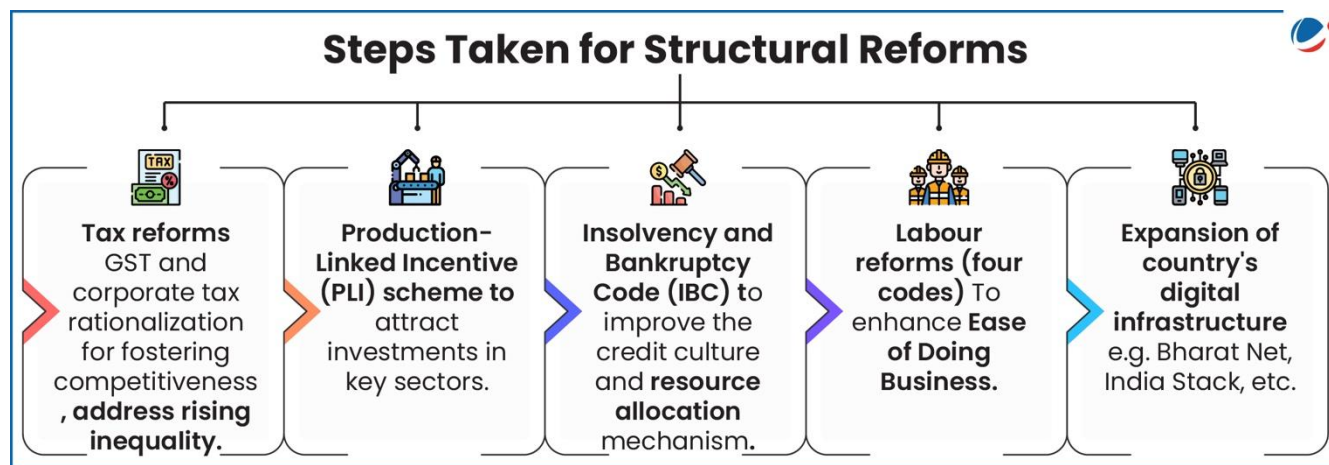 Steps Taken for Structural Reforms
TAX
%
$
Tax reforms
GST and
corporate tax
rationalization
for fostering
competitiveness
, address rising
inequality.
Production-
Linked Incentive
(PLI) scheme to
attract
investments in
key sectors.
Insolvency and
Bankruptcy
Code (IBC) to
improve the
credit culture
and resource
allocation
mechanism.
Labour
reforms (four
codes) To
enhance Ease
of Doing
Business.
Expansion of
country's
digital
infrastructure
e.g. Bharat Net,
India Stack, etc.